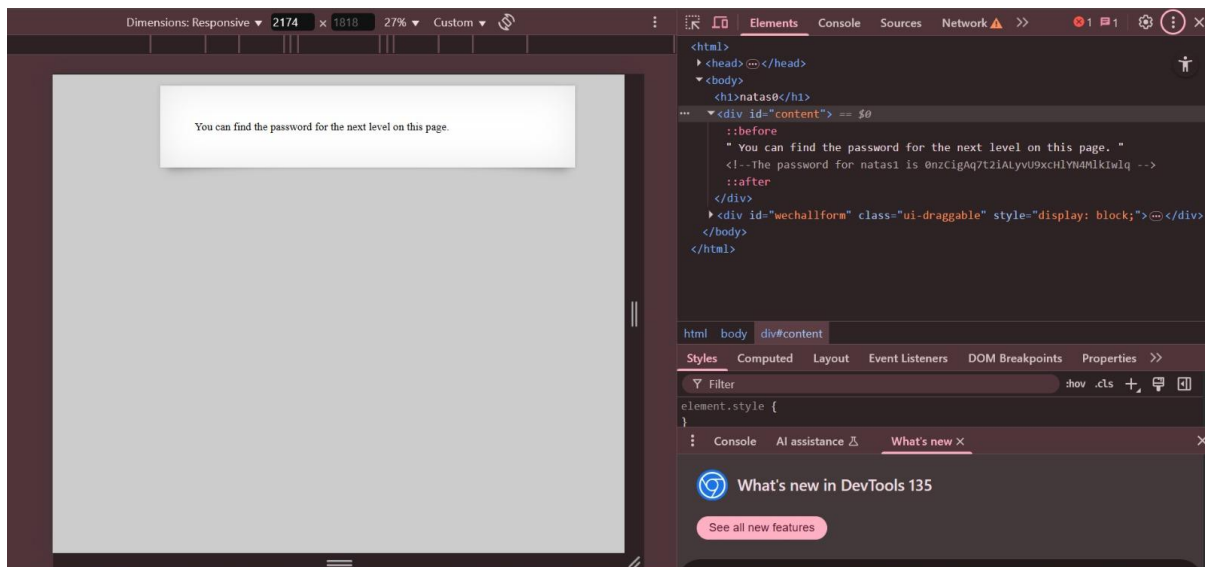 Dimensions: Responsive ▼ 2174 × 1818 27% ▼ Custom ▼
You can find the password for the next level on this page.
Elements Console Sources Network >> 1 1
<html>
<head> ... </head>
<body>
<h1>natas0</h1>
... <div id="content"> == $0
::before
" You can find the password for the next level on this page. "
<!--The password for natas1 is 0nzCigAq7t2iALyvU9xcHlYN4MlkIwlq -->
::after
</div>
<div id="wechallform" class="ui-draggable" style="display: block;"> ... </div>
</body>
</html>
html body div#content
Styles Computed Layout Event Listeners DOM Breakpoints Properties >>
Filter :hov .cls +
element.style {
}
Console AI assistance What's new ×
What's new in DevTools 135
See all new features